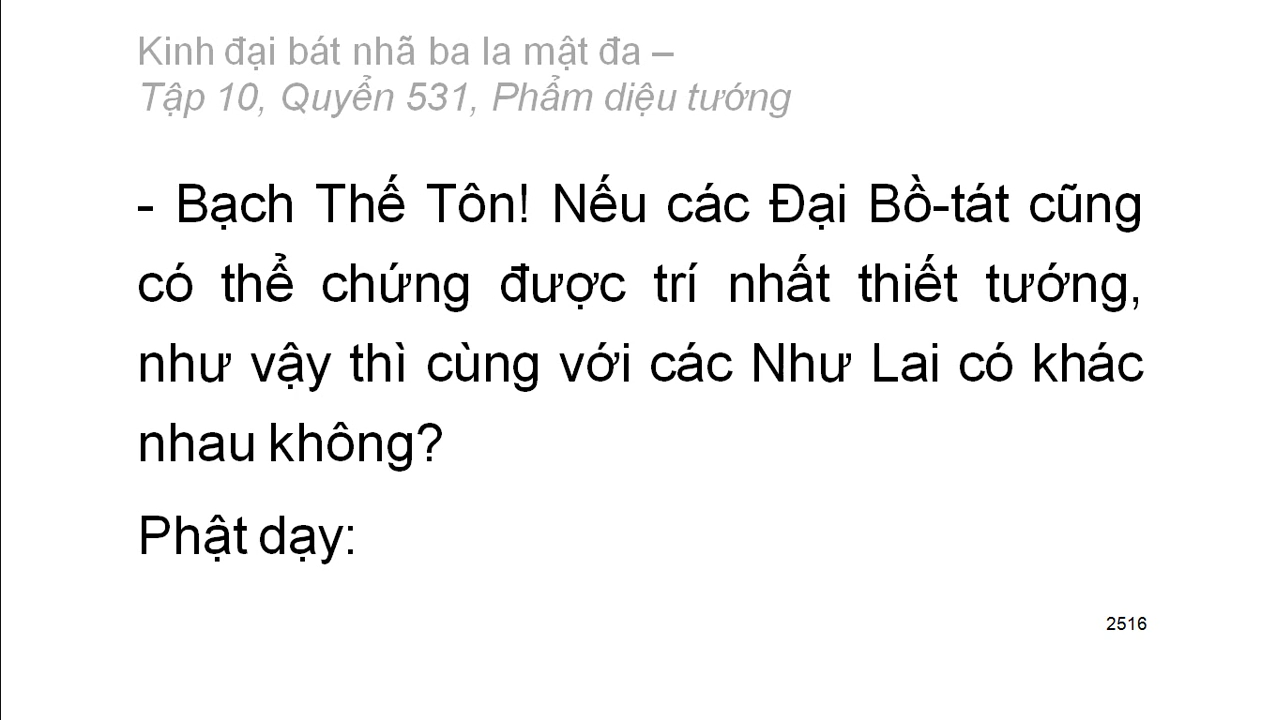 Kinh đại bát nhã ba la mật đa –
Tập 10, Quyển 531, Phẩm diệu tướng
- Bạch Thế Tôn! Nếu các Đại Bồ-tát cũng
có thể chứng được trí nhất thiết tướng,
như vậy thì cùng với các Như Lai có khác
nhau không?
Phật dạy:
2516